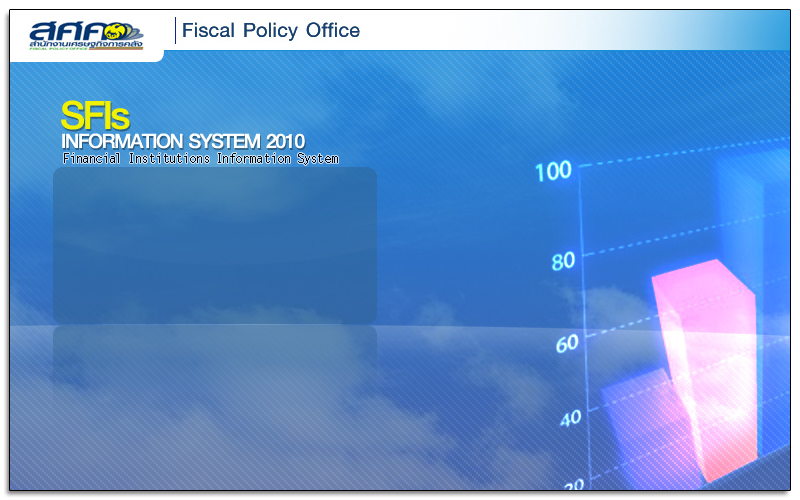 สศค
สำนักงานเศรษฐกิจการคลัง
FISCAL POLICY OFFICE
Fiscal Policy Office
SFIs
INFORMATION SYSTEM 2010
Financial Institutions Information System
100
80
60
40
20